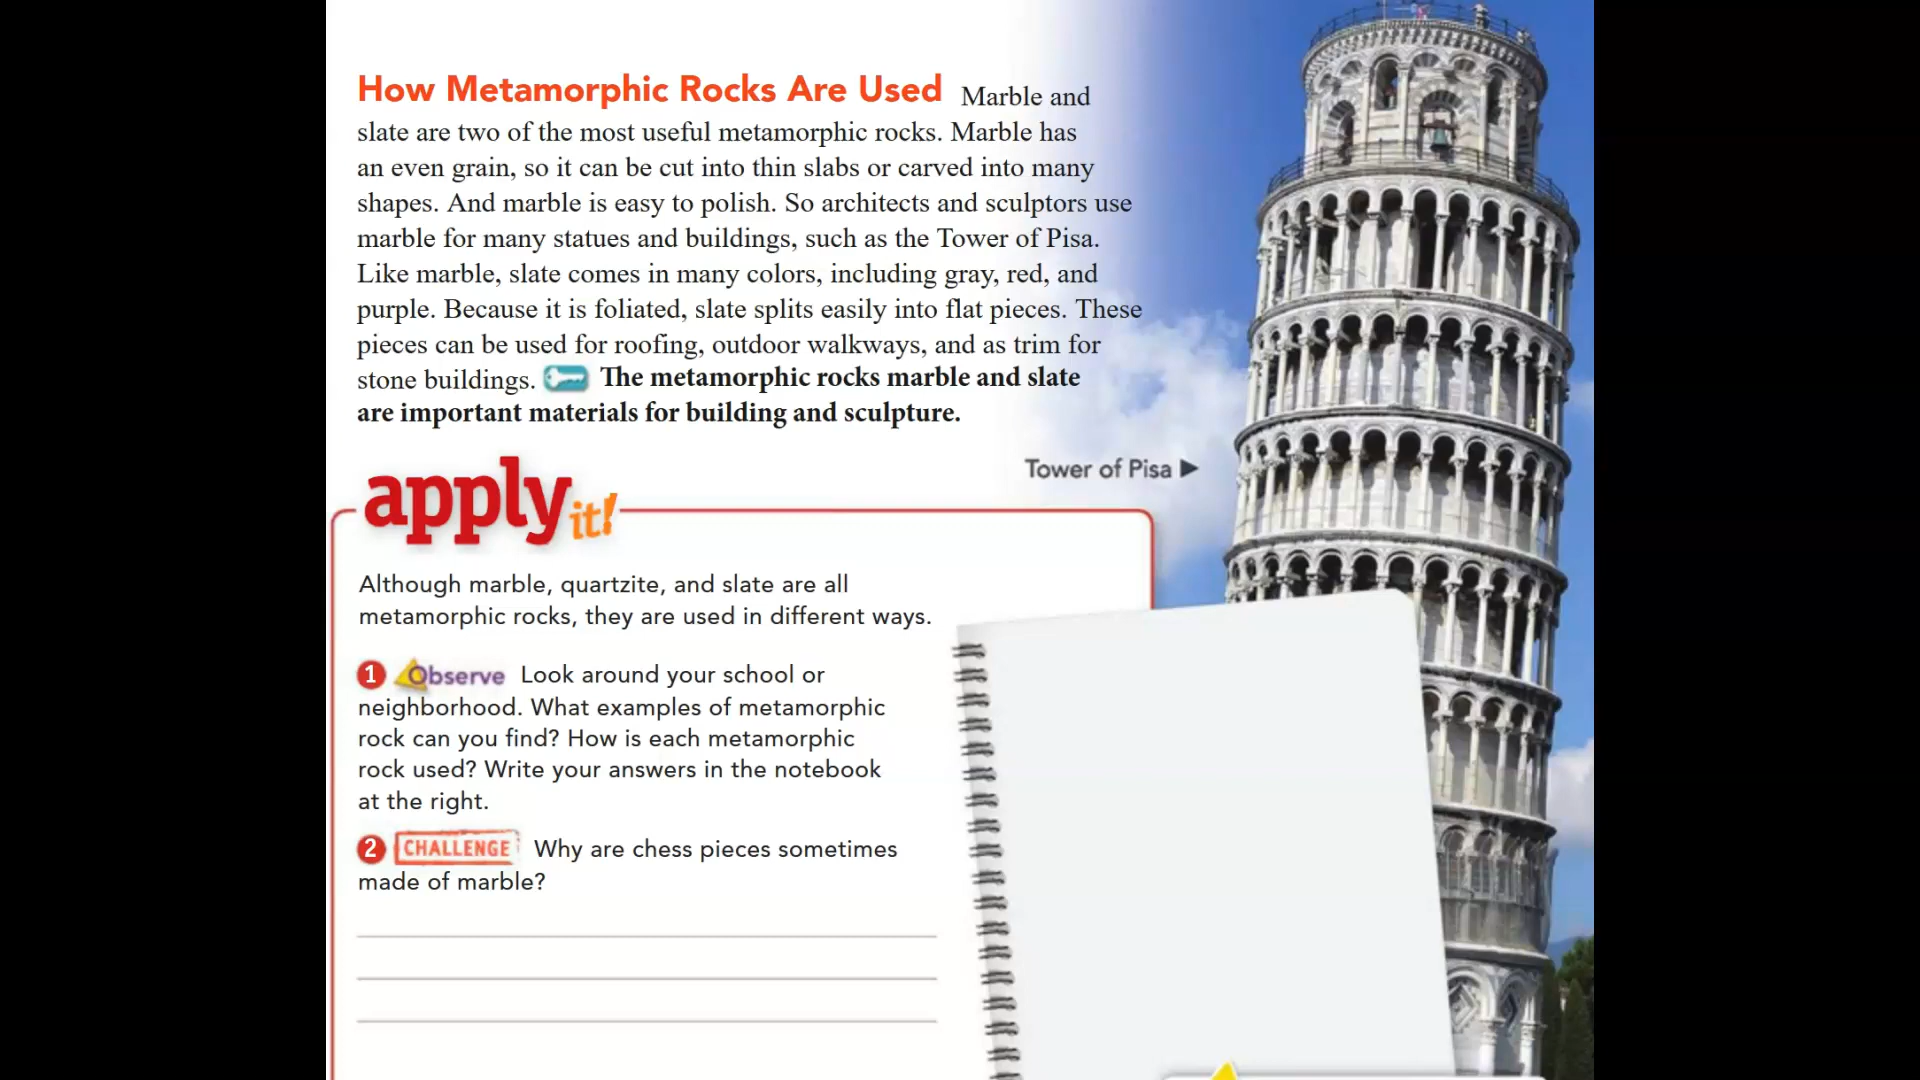 How Metamorphic Rocks Are Used Marble and
slate are two of the most useful metamorphic rocks. Marble has
an even grain, so it can be cut into thin slabs or carved into many
shapes. And marble is easy to polish. So architects and sculptors use
marble for many statues and buildings, such as the Tower of Pisa.
Like marble, slate comes in many colors, including gray, red, and
purple. Because it is foliated, slate splits easily into flat pieces. These
pieces can be used for roofing, outdoor walkways, and as trim for
stone buildings. The metamorphic rocks marble and slate
are important materials for building and sculpture.
Tower of Pisa ►
apply it!
Although marble, quartzite, and slate are all
metamorphic rocks, they are used in different ways.
1 Observe Look around your school or
neighborhood. What examples of metamorphic
rock can you find? How is each metamorphic
rock used? Write your answers in the notebook
at the right.
2 CHALLENGE Why are chess pieces sometimes
made of marble?